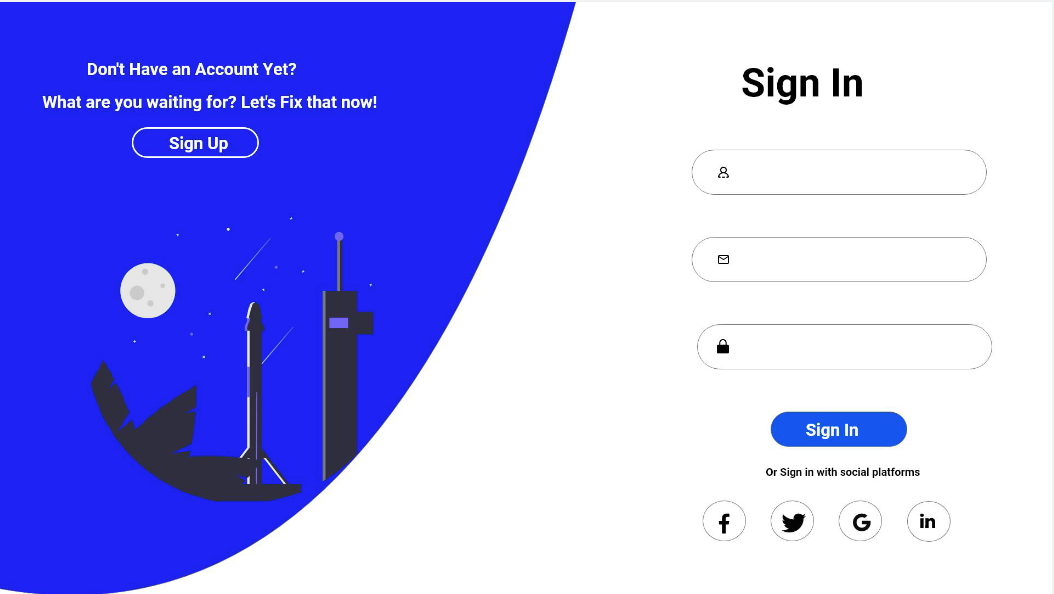 Don't Have an Account Yet?
What are you waiting for? Let's Fix that now!
Sign Up
Sign In
Sign In
Or Sign in with social platforms